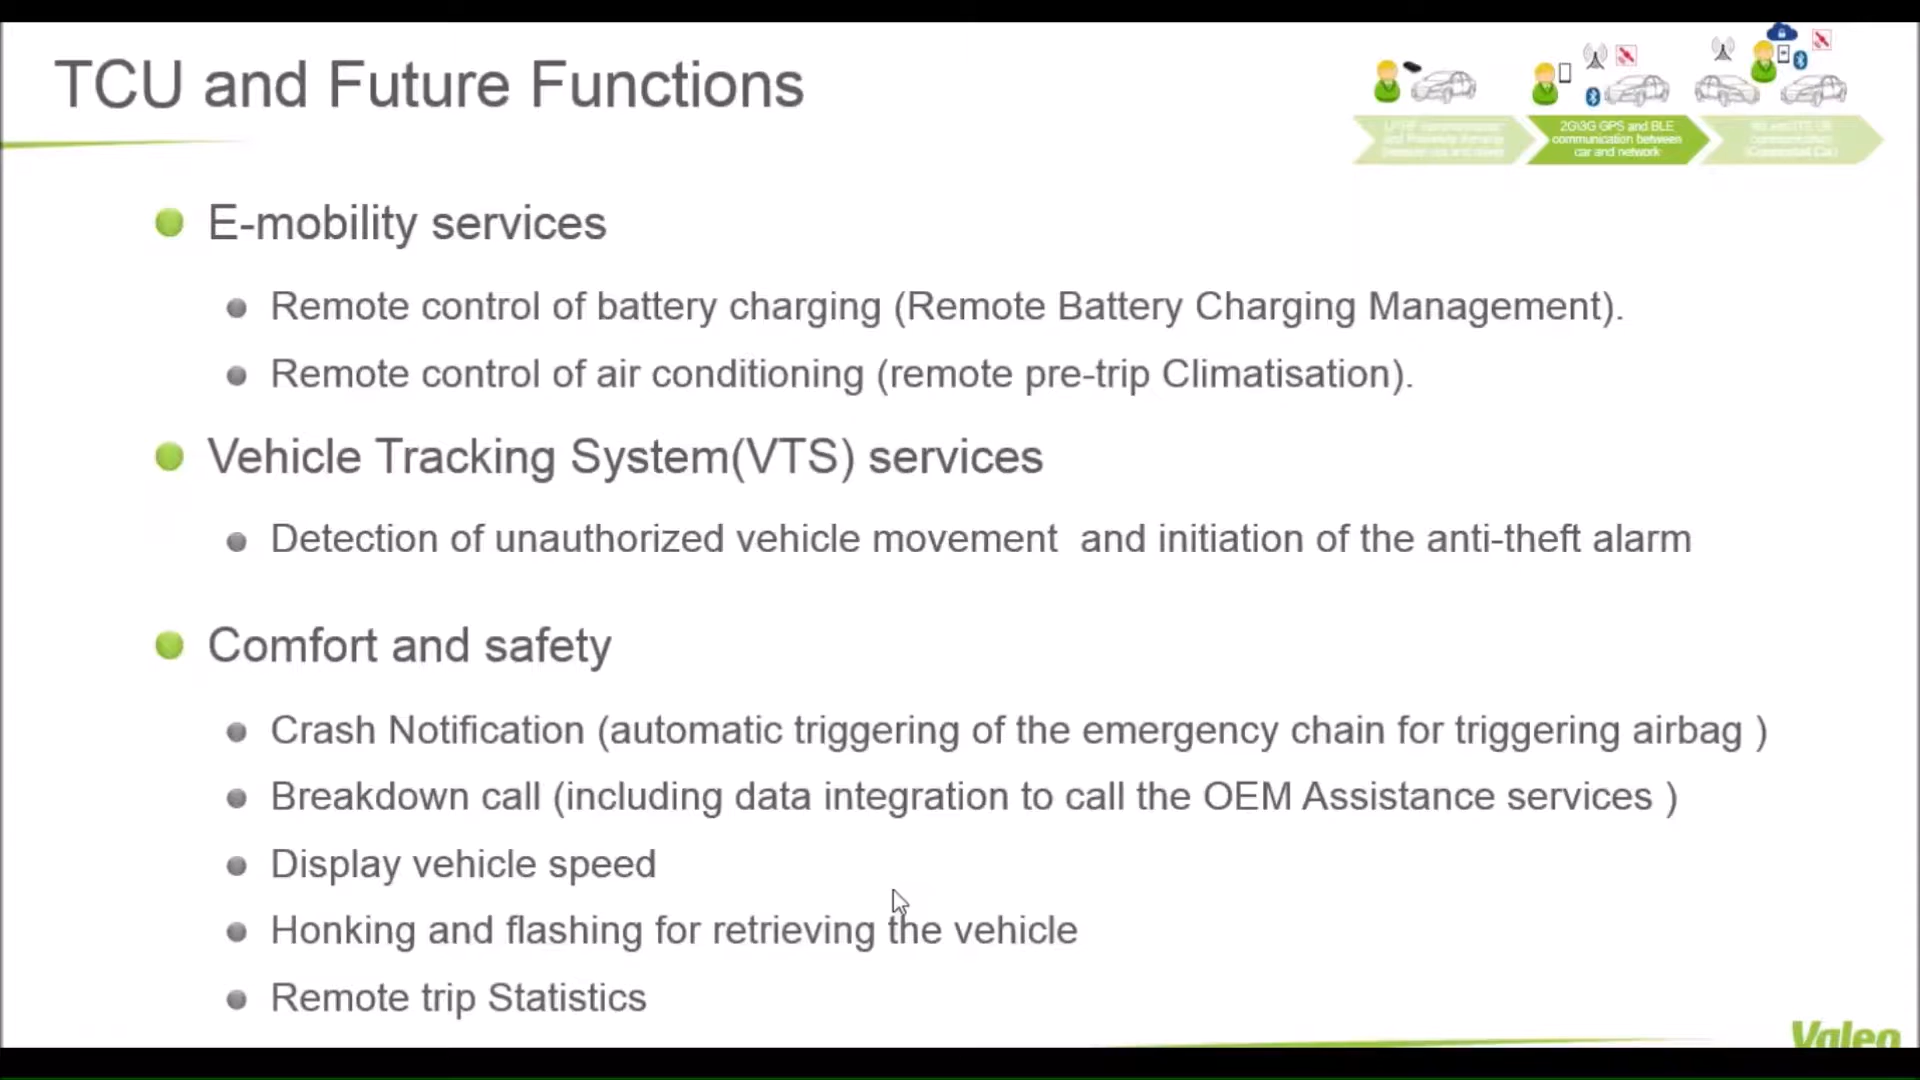 TCU and Future Functions
2G\3G GPS and BLE
communication between
car and network
E-mobility services
Remote control of battery charging (Remote Battery Charging Management).
Remote control of air conditioning (remote pre-trip Climatisation).
Vehicle Tracking System(VTS) services
Detection of unauthorized vehicle movement and initiation of the anti-theft alarm
Comfort and safety
Crash Notification (automatic triggering of the emergency chain for triggering airbag )
Breakdown call (including data integration to call the OEM Assistance services )
Display vehicle speed
Honking and flashing for retrieving the vehicle
Remote trip Statistics
Valeo